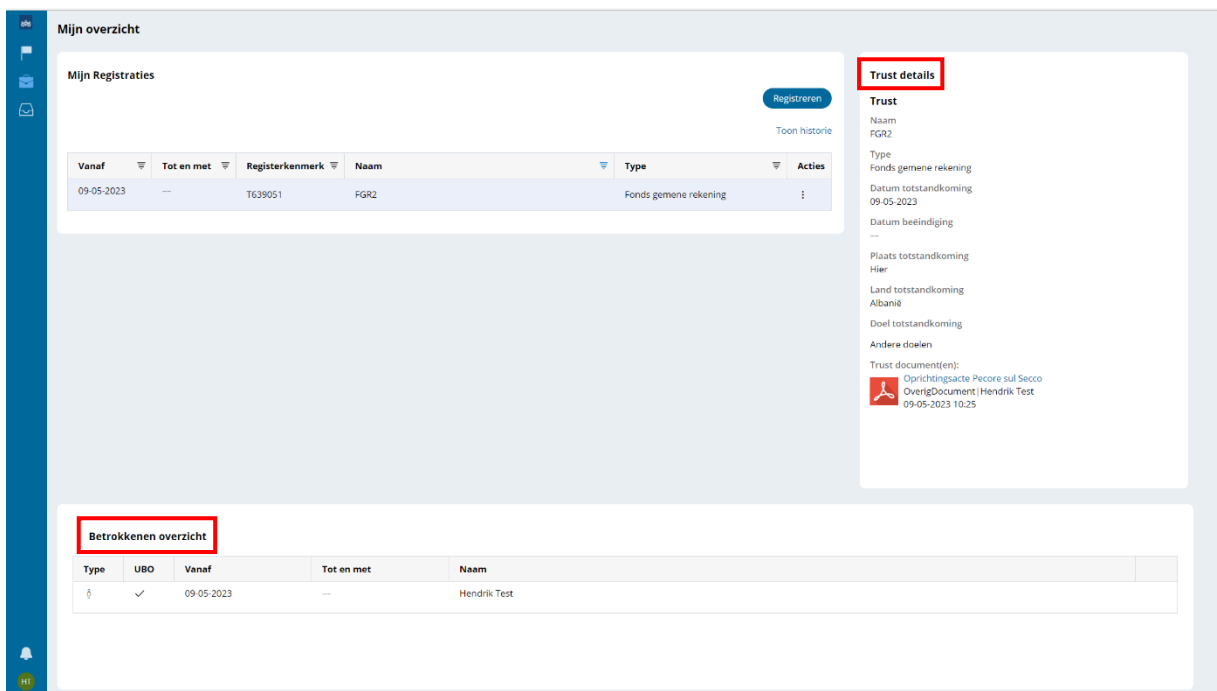 Mijn overzicht
Mijn Registraties
Registreren
Toon historie
Vanaf Tot en met Registerkenmerk Naam Type Acties
09-05-2023 --- T639051 FGR2 Fonds gemene rekening
Trust details
Trust
Naam
FGR2
Type
Fonds gemene rekening
Datum totstandkoming
09-05-2023
Datum beëindiging
---
Plaats totstandkoming
Hier
Land totstandkoming
Albanië
Doel totstandkoming
Andere doelen
Trust document(en):
Oprichtingsacte Pecore sul Secco
OverigDocument|Hendrik Test
09-05-2023 10:25
Betrokkenen overzicht
Type UBO Vanaf Tot en met Naam
09-05-2023 --- Hendrik Test
HT